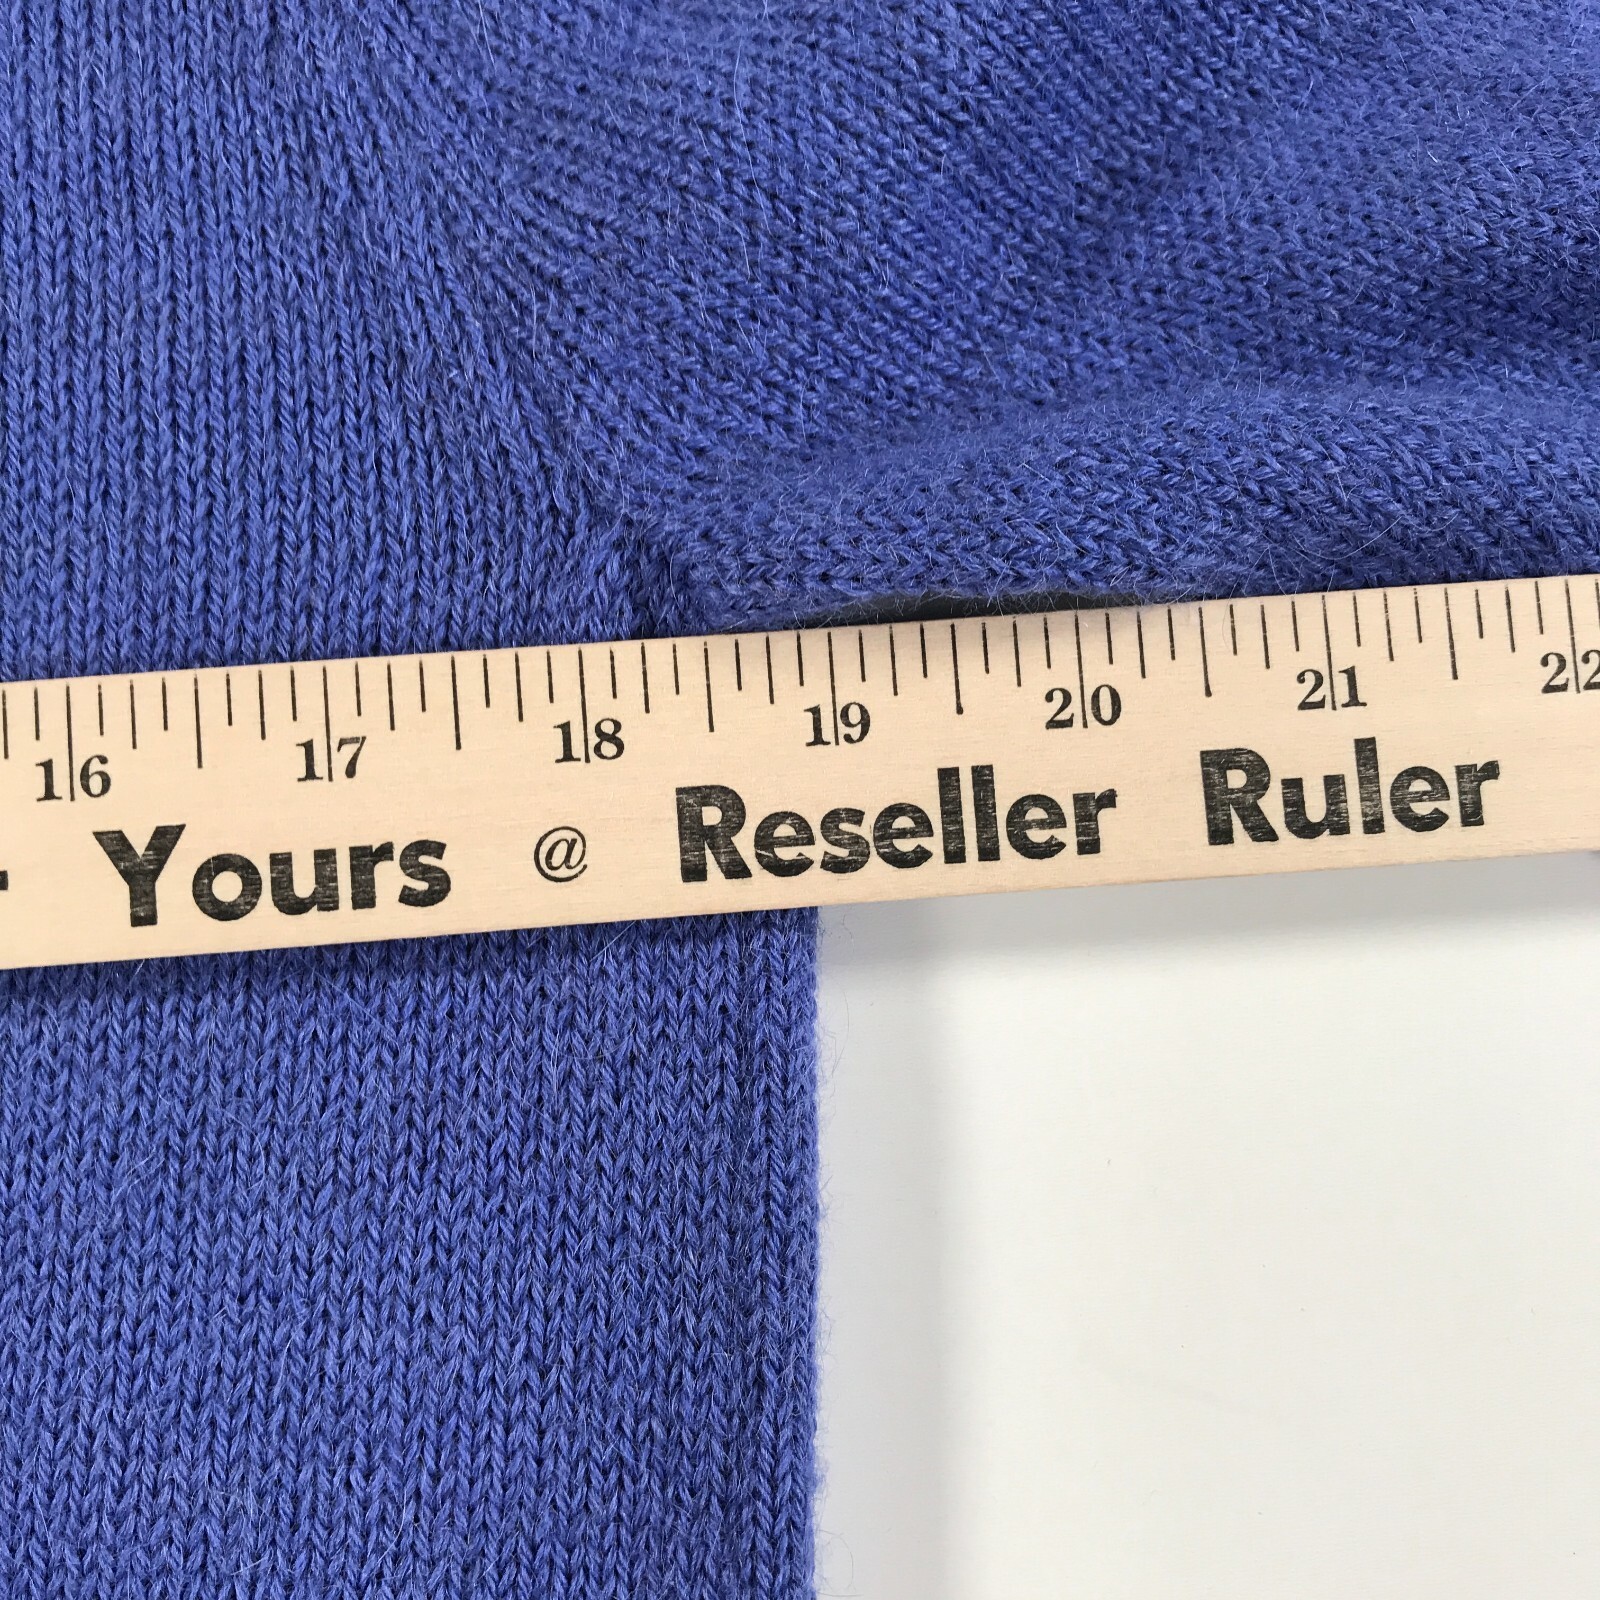 16 17 18 19 20 21 22
Yours @ Reseller Ruler